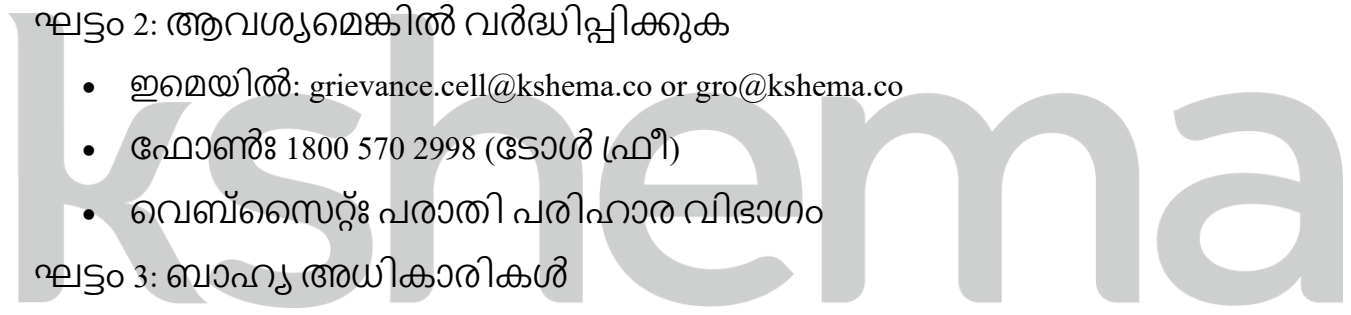 ഘട്ടം 2: ആവശ്യമെങ്കിൽ വർദ്ധിപ്പിക്കുക
• ഇമെയിൽ: grievance.cell@kshema.co or gro@kshema.co
• ഫോൺഃ 1800 570 2998 (ടോൾ ഫ്രീ)
• വെബ്സൈറ്റ്ഃ പരാതി പരിഹാര വിഭാഗം
ഘട്ടം 3: ബാഹ്യ അധികാരികൾ
kshema